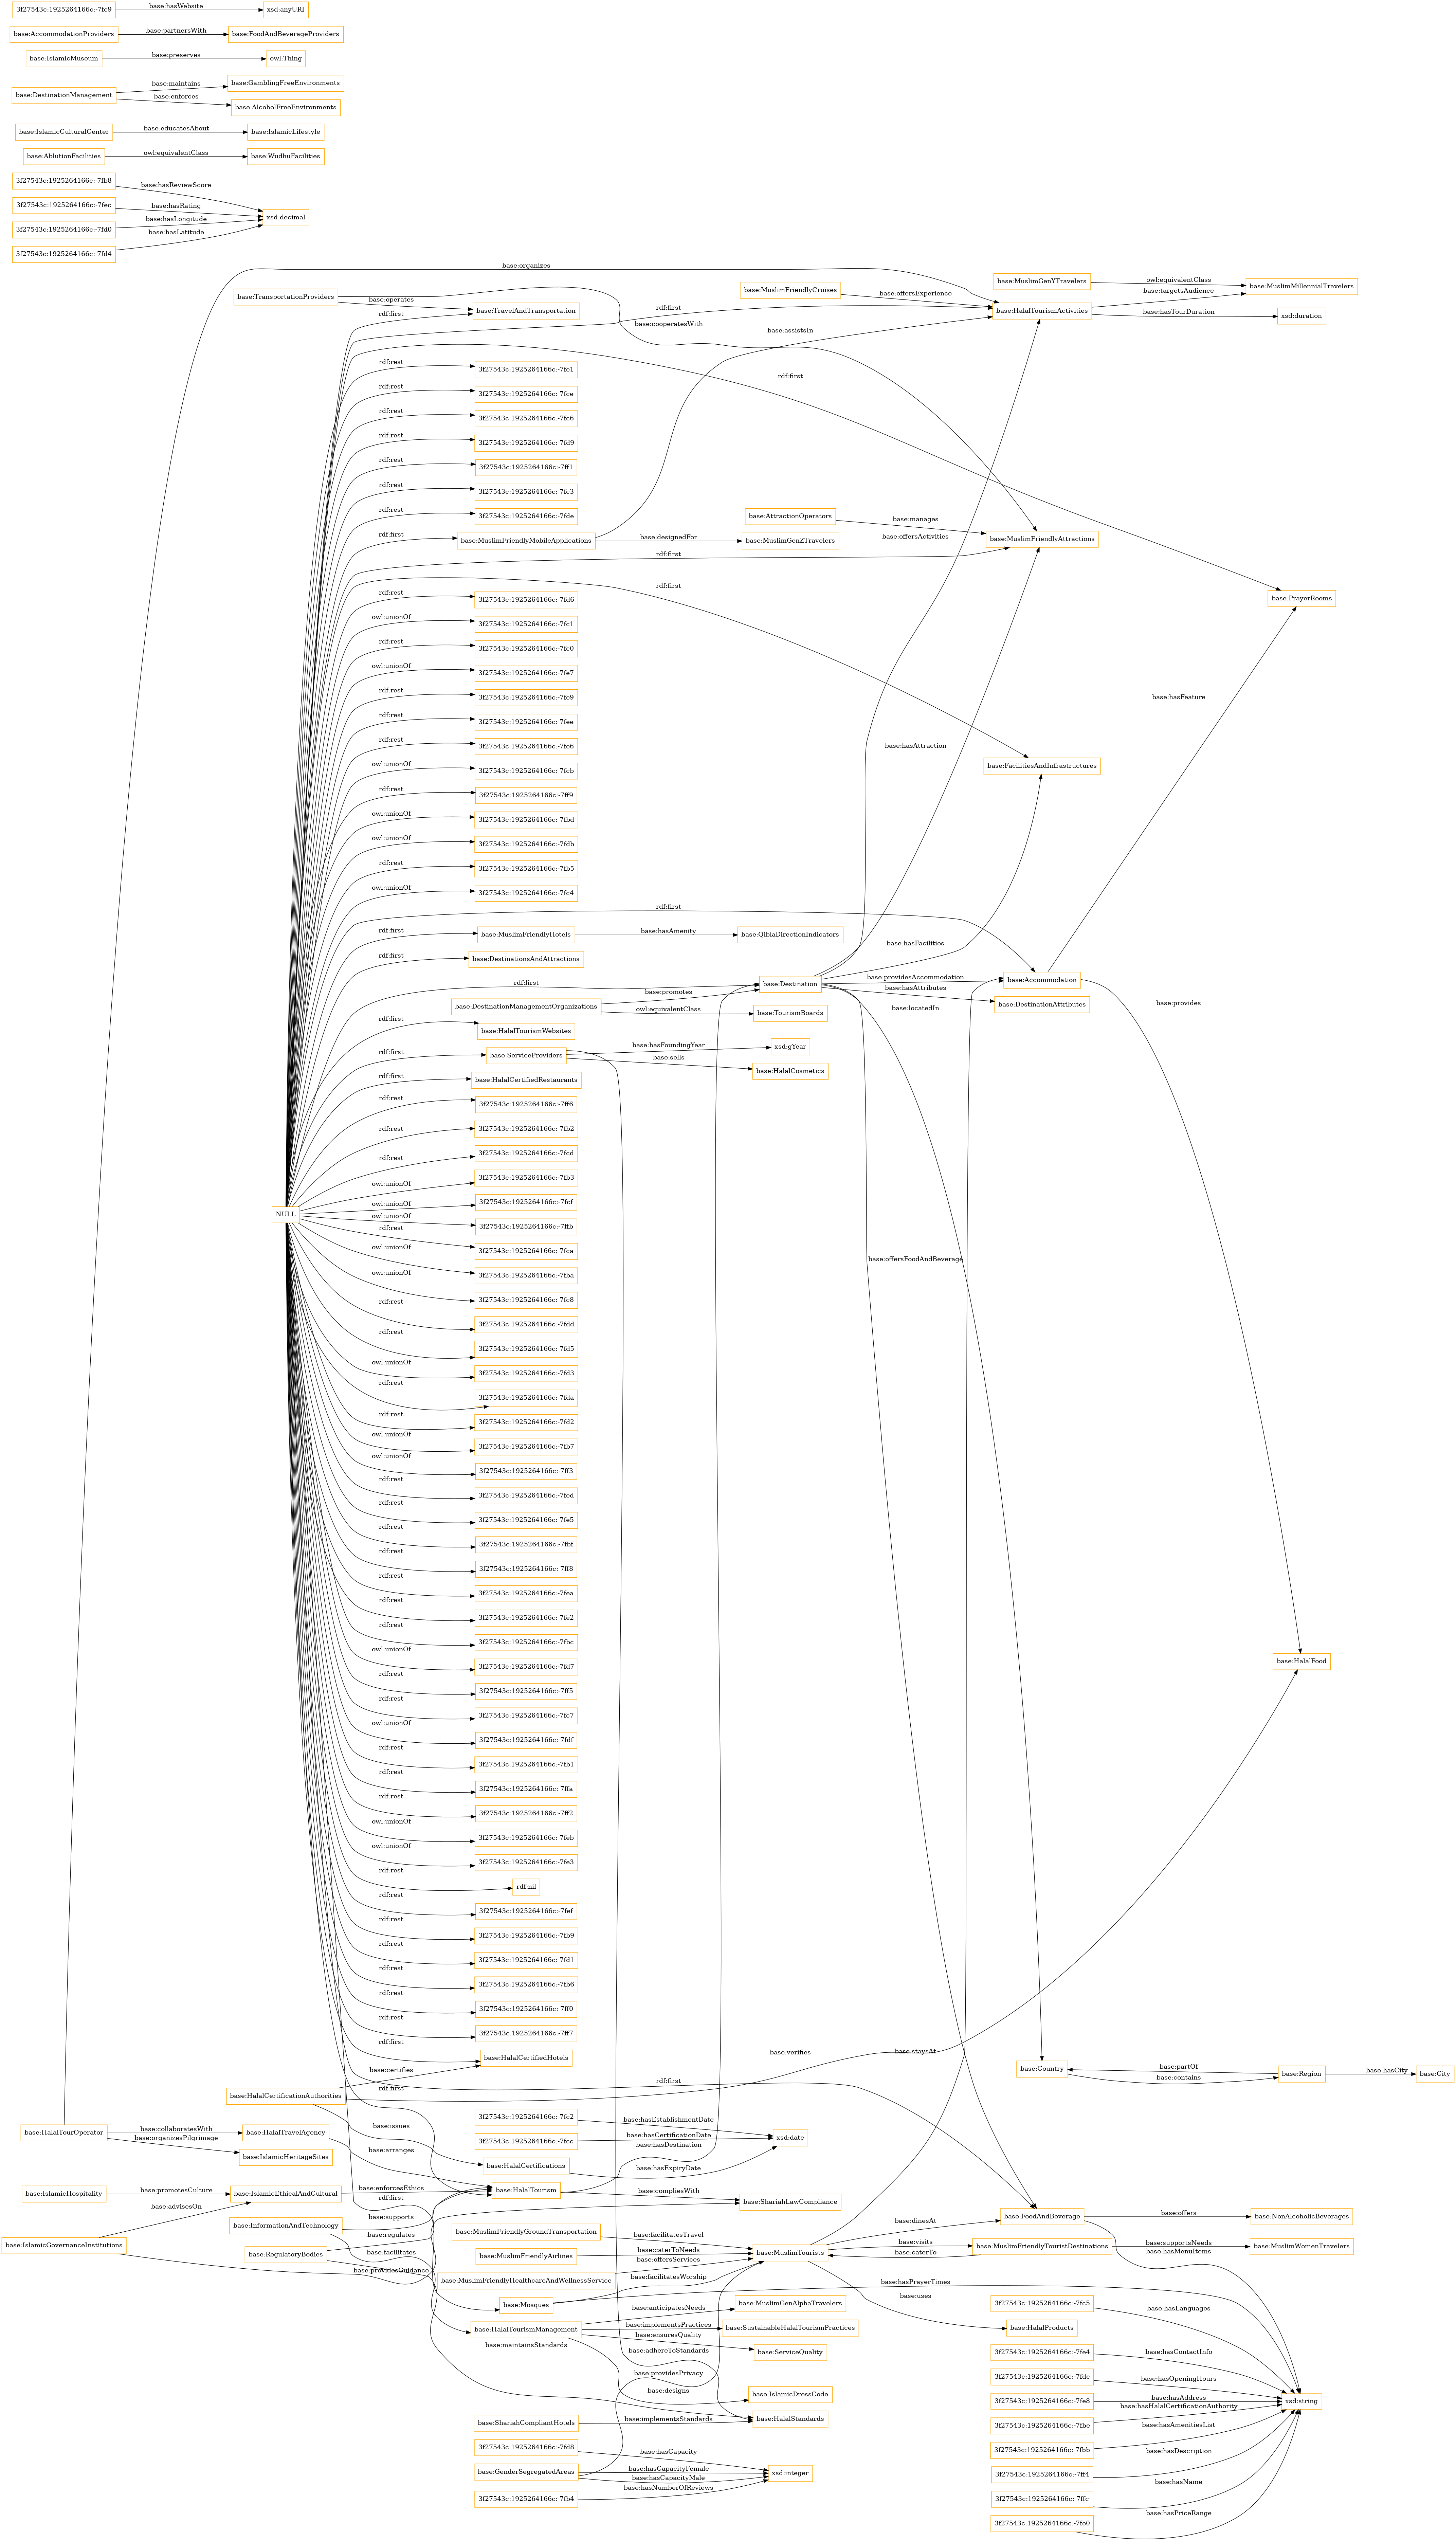 3f27543c:1925264166c:-7fc9
base:hasWebsite
xsd:anyURI
base:AccommodationProviders
base:partnersWith
base:FoodAndBeverageProviders
base:IslamicMuseum
base:preserves
owl:Thing
base:DestinationManagement
base:maintains
base:GamblingFreeEnvironments
base:enforces
base:AlcoholFreeEnvironments
base:IslamicCulturalCenter
base:educatesAbout
base:IslamicLifestyle
base:AblutionFacilities
owl:equivalentClass
base:WudhuFacilities
3f27543c:1925264166c:-7fb8
base:hasReviewScore
3f27543c:1925264166c:-7fec
base:hasRating
xsd:decimal
3f27543c:1925264166c:-7fd0
base:hasLongitude
3f27543c:1925264166c:-7fd4
base:hasLatitude
base:organizes
base:MuslimGenYTravelers
owl:equivalentClass
base:MuslimMillennialTravelers
base:TransportationProviders
base:operates
base:TravelAndTransportation
base:cooperatesWith
rdf:first
rdf:first
base:MuslimFriendlyCruises
base:offersExperience
base:HalalTourismActivities
base:targetsAudience
base:hasTourDuration
xsd:duration
base:assistsIn
rdf:rest
3f27543c:1925264166c:-7fe1
rdf:first
rdf:rest
3f27543c:1925264166c:-7fce
rdf:rest
3f27543c:1925264166c:-7fc6
rdf:rest
3f27543c:1925264166c:-7fd9
rdf:rest
3f27543c:1925264166c:-7ff1
rdf:rest
3f27543c:1925264166c:-7fc3
rdf:rest
3f27543c:1925264166c:-7fde
base:AttractionOperators
base:manages
base:MuslimFriendlyAttractions
rdf:first
base:MuslimFriendlyMobileApplications
base:designedFor
base:MuslimGenZTravelers
base:offersActivities
rdf:first
rdf:first
base:PrayerRooms
rdf:rest
3f27543c:1925264166c:-7fd6
owl:unionOf
3f27543c:1925264166c:-7fc1
rdf:rest
3f27543c:1925264166c:-7fc0
owl:unionOf
3f27543c:1925264166c:-7fe7
rdf:rest
3f27543c:1925264166c:-7fe9
base:hasFeature
rdf:rest
3f27543c:1925264166c:-7fee
rdf:rest
3f27543c:1925264166c:-7fe6
base:hasAttraction
owl:unionOf
3f27543c:1925264166c:-7fcb
base:FacilitiesAndInfrastructures
rdf:rest
3f27543c:1925264166c:-7ff9
owl:unionOf
3f27543c:1925264166c:-7fbd
owl:unionOf
3f27543c:1925264166c:-7fdb
rdf:rest
3f27543c:1925264166c:-7fb5
owl:unionOf
3f27543c:1925264166c:-7fc4
rdf:first
rdf:first
base:MuslimFriendlyHotels
base:hasAmenity
base:QiblaDirectionIndicators
base:hasFacilities
rdf:first
base:DestinationsAndAttractions
rdf:first
base:Destination
base:providesAccommodation
base:Accommodation
base:hasAttributes
base:DestinationAttributes
base:locatedIn
base:provides
base:DestinationManagementOrganizations
base:promotes
owl:equivalentClass
base:TourismBoards
rdf:first
base:HalalTourismWebsites
rdf:first
base:ServiceProviders
base:hasFoundingYear
xsd:gYear
base:sells
base:HalalCosmetics
rdf:first
base:HalalCertifiedRestaurants
rdf:rest
3f27543c:1925264166c:-7ff6
rdf:rest
3f27543c:1925264166c:-7fb2
rdf:rest
3f27543c:1925264166c:-7fcd
owl:unionOf
3f27543c:1925264166c:-7fb3
NULL
owl:unionOf
3f27543c:1925264166c:-7fcf
owl:unionOf
3f27543c:1925264166c:-7ffb
rdf:rest
3f27543c:1925264166c:-7fca
base:offersFoodAndBeverage
owl:unionOf
3f27543c:1925264166c:-7fba
owl:unionOf
3f27543c:1925264166c:-7fc8
rdf:rest
3f27543c:1925264166c:-7fdd
rdf:rest
3f27543c:1925264166c:-7fd5
owl:unionOf
3f27543c:1925264166c:-7fd3
rdf:rest
3f27543c:1925264166c:-7fda
rdf:rest
3f27543c:1925264166c:-7fd2
owl:unionOf
3f27543c:1925264166c:-7fb7
owl:unionOf
3f27543c:1925264166c:-7ff3
rdf:rest
3f27543c:1925264166c:-7fed
rdf:rest
3f27543c:1925264166c:-7fe5
rdf:rest
3f27543c:1925264166c:-7fbf
rdf:rest
3f27543c:1925264166c:-7ff8
rdf:rest
3f27543c:1925264166c:-7fea
rdf:rest
3f27543c:1925264166c:-7fe2
rdf:rest
3f27543c:1925264166c:-7fbc
base:HalalFood
owl:unionOf
3f27543c:1925264166c:-7fd7
rdf:rest
3f27543c:1925264166c:-7ff5
rdf:rest
3f27543c:1925264166c:-7fc7
owl:unionOf
3f27543c:1925264166c:-7fdf
rdf:rest
3f27543c:1925264166c:-7fb1
rdf:rest
3f27543c:1925264166c:-7ffa
rdf:rest
3f27543c:1925264166c:-7ff2
owl:unionOf
3f27543c:1925264166c:-7feb
owl:unionOf
3f27543c:1925264166c:-7fe3
rdf:rest
rdf:nil
rdf:rest
3f27543c:1925264166c:-7fef
rdf:rest
3f27543c:1925264166c:-7fb9
rdf:rest
3f27543c:1925264166c:-7fd1
rdf:rest
3f27543c:1925264166c:-7fb6
rdf:rest
3f27543c:1925264166c:-7ff0
rdf:rest
3f27543c:1925264166c:-7ff7
rdf:first
base:HalalCertifiedHotels
base:verifies
base:staysAt
base:Country
base:partOf
base:contains
base:Region
base:hasCity
base:City
base:HalalCertificationAuthorities
base:certifies
rdf:first
rdf:first
base:issues
base:HalalTourOperator
base:collaboratesWith
base:HalalTravelAgency
base:organizesPilgrimage
base:IslamicHeritageSites
base:arranges
3f27543c:1925264166c:-7fc2
base:hasEstablishmentDate
3f27543c:1925264166c:-7fcc
base:hasCertificationDate
xsd:date
base:hasDestination
base:HalalCertifications
base:hasExpiryDate
base:IslamicHospitality
base:promotesCulture
base:IslamicEthicalAndCultural
base:enforcesEthics
base:HalalTourism
base:compliesWith
base:ShariahLawCompliance
base:advisesOn
rdf:first
base:InformationAndTechnology
base:supports
base:IslamicGovernanceInstitutions
base:RegulatoryBodies
base:regulates
base:facilitates
base:providesGuidance
base:FoodAndBeverage
base:offers
base:NonAlcoholicBeverages
base:hasMenuItems
base:MuslimFriendlyGroundTransportation
base:facilitatesTravel
base:dinesAt
base:MuslimFriendlyAirlines
base:caterToNeeds
base:MuslimTourists
base:visits
base:caterTo
base:MuslimFriendlyTouristDestinations
base:supportsNeeds
base:MuslimWomenTravelers
base:MuslimFriendlyHealthcareAndWellnessService
base:offersServices
base:facilitatesWorship
base:hasPrayerTimes
base:Mosques
base:uses
base:HalalProducts
base:HalalTourismManagement
base:anticipatesNeeds
base:MuslimGenAlphaTravelers
base:implementsPractices
base:SustainableHalalTourismPractices
base:ensuresQuality
base:ServiceQuality
base:maintainsStandards
base:adhereToStandards
base:providesPrivacy
base:designs
base:IslamicDressCode
base:ShariahCompliantHotels
base:implementsStandards
base:HalalStandards
3f27543c:1925264166c:-7fc5
base:hasLanguages
3f27543c:1925264166c:-7fe4
base:hasContactInfo
3f27543c:1925264166c:-7fdc
base:hasOpeningHours
3f27543c:1925264166c:-7fe8
base:hasAddress
xsd:string
3f27543c:1925264166c:-7fbe
base:hasHalalCertificationAuthority
3f27543c:1925264166c:-7fbb
base:hasAmenitiesList
3f27543c:1925264166c:-7ff4
base:hasDescription
3f27543c:1925264166c:-7ffc
base:hasName
3f27543c:1925264166c:-7fe0
base:hasPriceRange
3f27543c:1925264166c:-7fd8
base:hasCapacity
base:GenderSegregatedAreas
base:hasCapacityFemale
base:hasCapacityMale
xsd:integer
3f27543c:1925264166c:-7fb4
base:hasNumberOfReviews